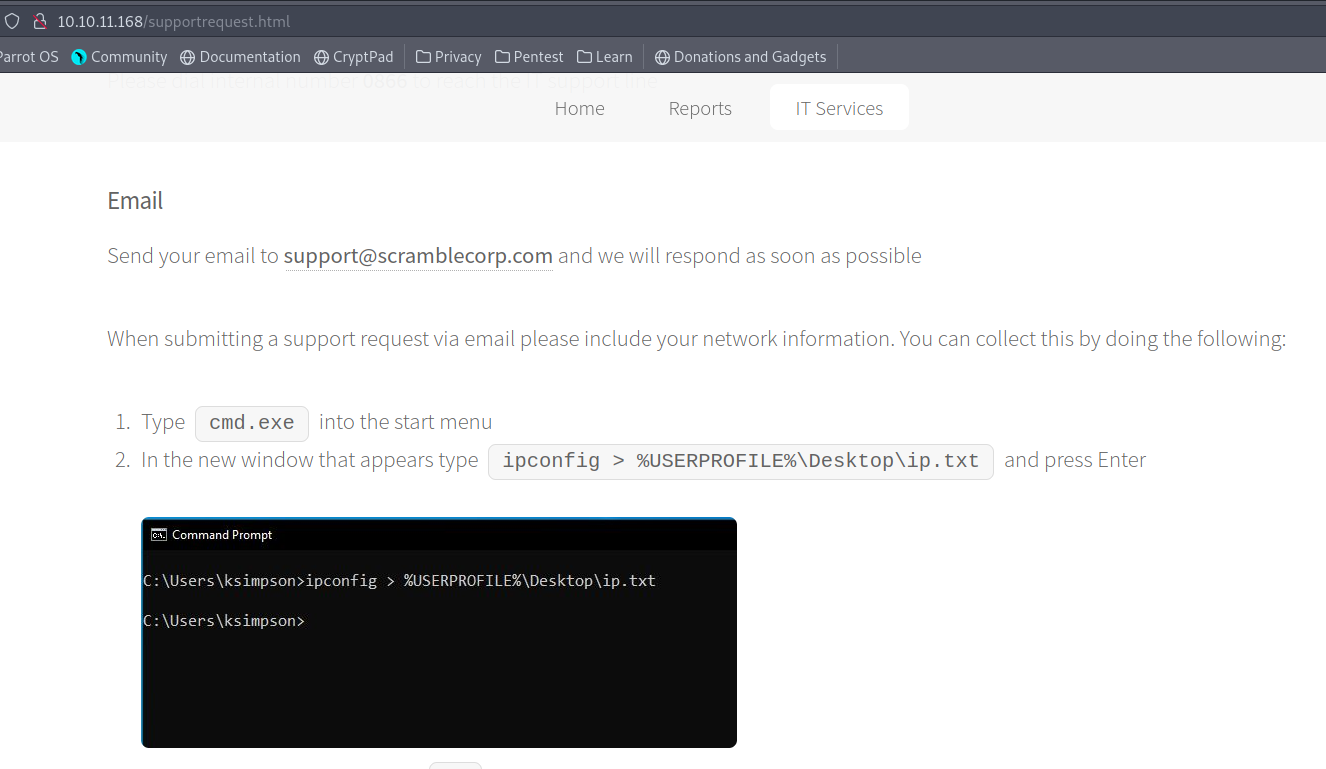 10.10.11.168/supportrequest.html
Parrot OS Community Documentation CryptPad Privacy Pentest Learn Donations and Gadgets
Please dial internal number 0866 to reach the IT support line
Home Reports IT Services
Email
Send your email to support@scramblecorp.com and we will respond as soon as possible
When submitting a support request via email please include your network information. You can collect this by doing the following:
1. Type cmd.exe into the start menu
2. In the new window that appears type ipconfig > %USERPROFILE%\Desktop\ip.txt and press Enter
Command Prompt
C:\Users\ksimpson>ipconfig > %USERPROFILE%\Desktop\ip.txt
C:\Users\ksimpson>